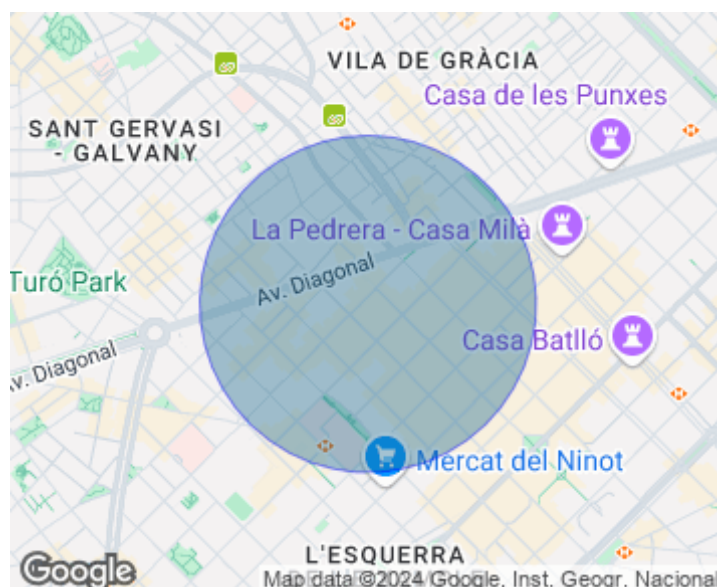 VILA DE GRÀCIA
Casa de les Punxes
SANT GERVASI
- GALVANY
La Pedrera - Casa Milà
Av. Diagonal
Turó Park
Casa Batlló
Av. Diagonal
Mercat del Ninot
L'ESQUERRA
Google
Map data ©2024 Google, Inst. Geogr. Nacional